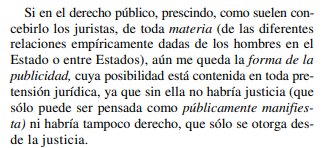 Si en el derecho público, prescindo, como suelen con-
cebirlo los juristas, de toda materia (de las diferentes
relaciones empíricamente dadas de los hombres en el
Estado o entre Estados), aún me queda la forma de la
publicidad, cuya posibilidad está contenida en toda pre-
tensión jurídica, ya que sin ella no habría justicia (que
sólo puede ser pensada como públicamente manifies-
ta) ni habría tampoco derecho, que sólo se otorga des-
de la justicia.